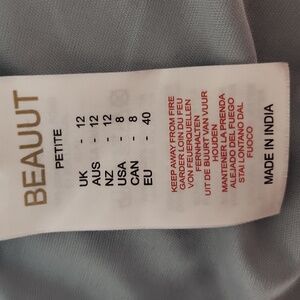 BEAUUT
PETITE
UK - 12
AUS - 12
NZ - 12
USA - 8
CAN - 8
EU - 40
KEEP AWAY FROM FIRE
GARDER LOIN DU FEU
VON FEUERQUELLEN
FERNHALTEN
UIT DE BUURT VAN VUUR
HOUDEN
MANTENER LA PRENDA
ALEJADO DEL FUEGO
STAI LONTANO DAL
FUOCO
MADE IN INDIA